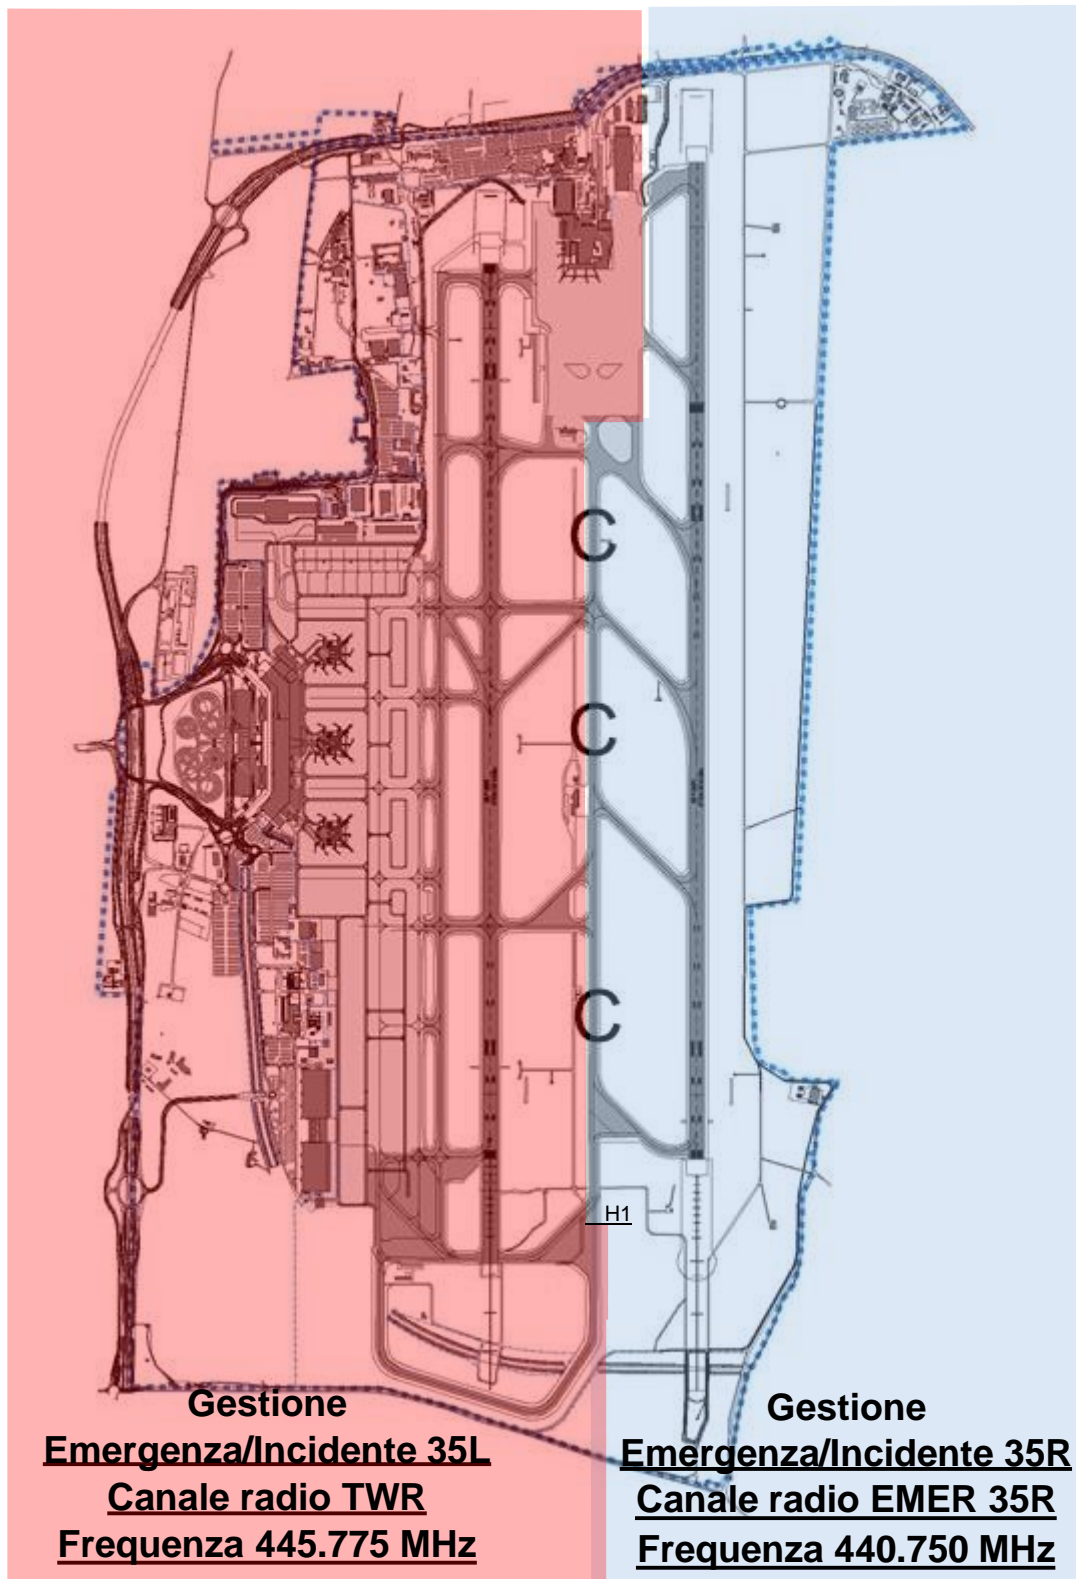 C
C
C
H1
Gestione
Emergenza/Incidente 35L
Canale radio TWR
Frequenza 445.775 MHz
Gestione
Emergenza/Incidente 35R
Canale radio EMER 35R
Frequenza 440.750 MHz